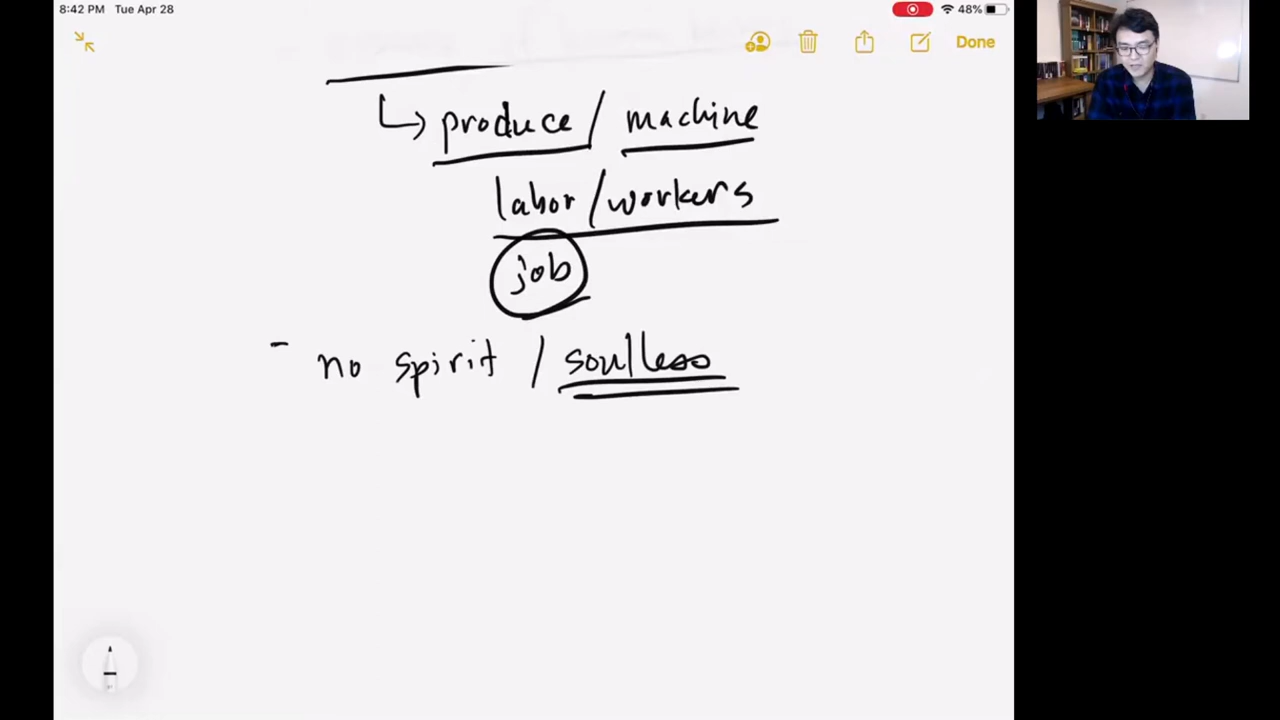 8:42 PM Tue Apr 28
48%
Done
↳ produce / machine
labor / workers
job
- no spirit / soulless